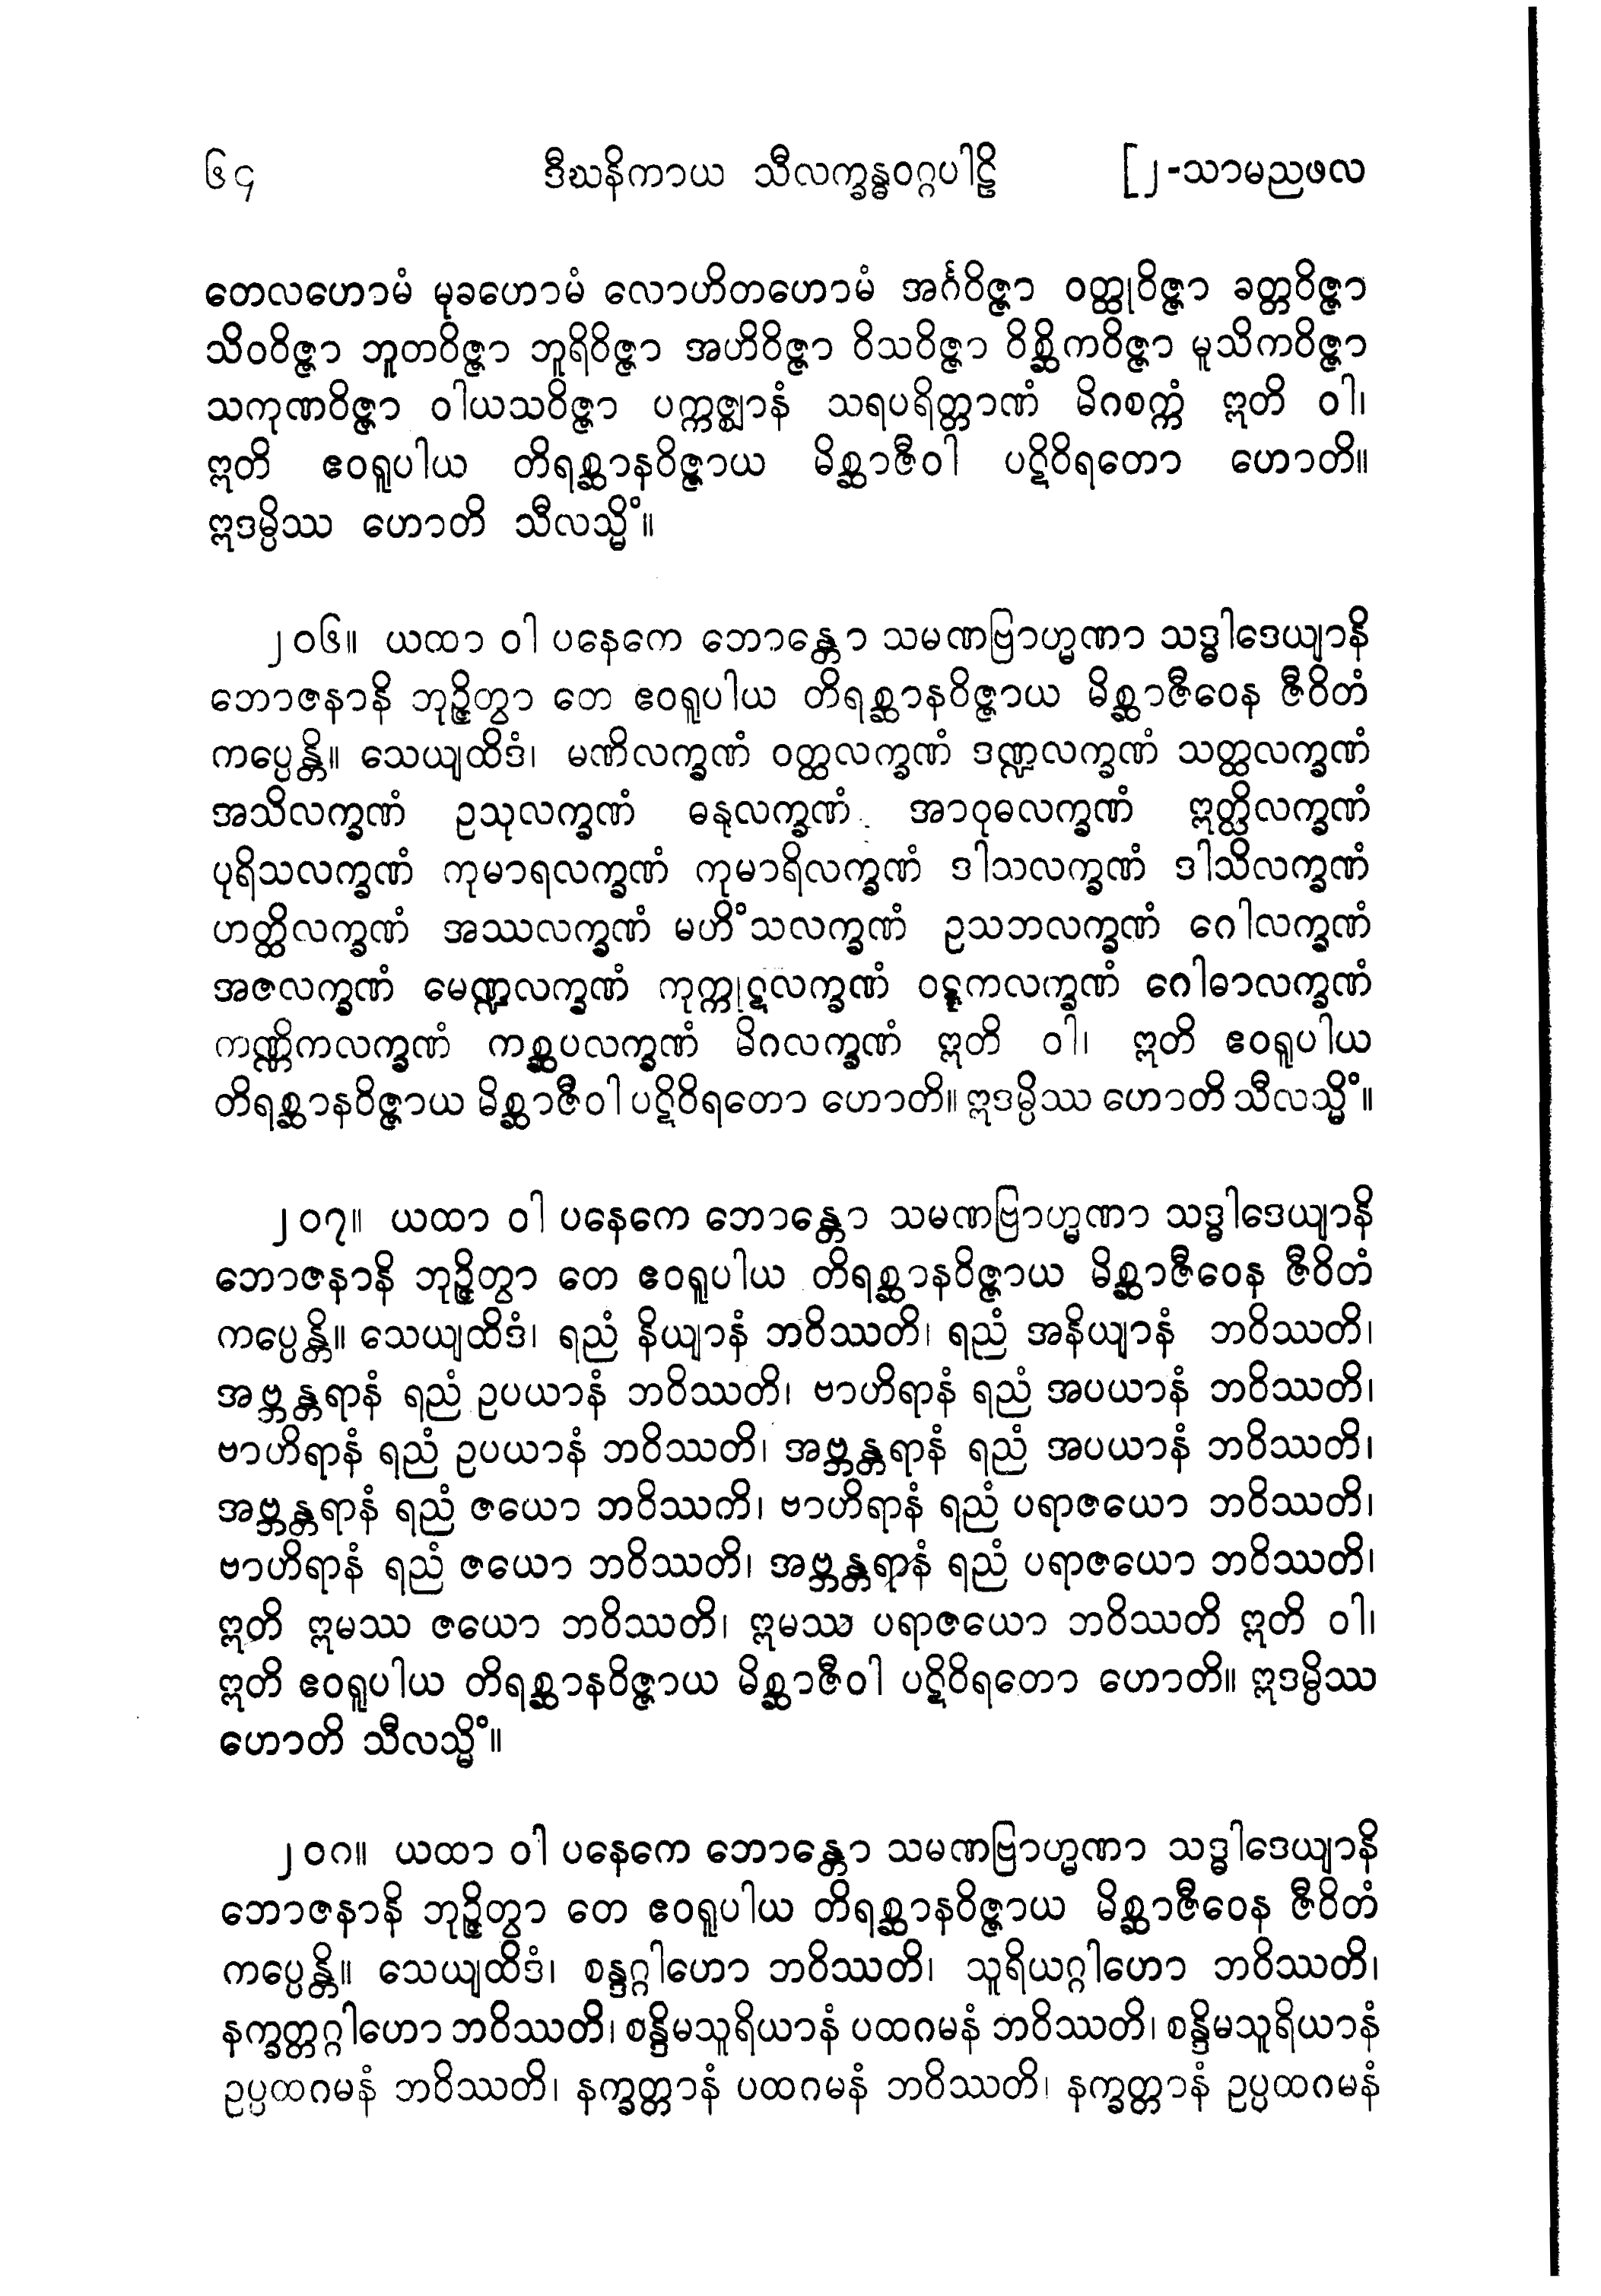 ၆၄ ဒီဃနိကာယ သီလက္ခန္ဓဝဂ္ဂပါဠိ [၂-သာမညဖလ
တေလဟောမံ မုခဟောမံ လောဟိတဟောမံ အင်္ဂဝိဇ္ဇာ ဝတ္ထုဝိဇ္ဇာ ခတ္တဝိဇ္ဇာ
သိဝဝိဇ္ဇာ ဘူတဝိဇ္ဇာ ဘူရိဝိဇ္ဇာ အဟိဝိဇ္ဇာ ဝိသဝိဇ္ဇာ ဝိစ္ဆိကဝိဇ္ဇာ မူသိကဝိဇ္ဇာ
သကုဏဝိဇ္ဇာ ဝါယသဝိဇ္ဇာ ပက္ကဇ္ဈာနံ သရပရိတ္တာဏံ မိဂစက္ကံ ဣတိ ဝါ၊
ဣတိ ဧဝရူပါယ တိရစ္ဆာနဝိဇ္ဇာယ မိစ္ဆာဇီဝါ ပဋိဝိရတော ဟောတိ။
ဣဒမ္ပိဿ ဟောတိ သီလသ္မိံ။
၂၀၆။ ယထာ ဝါ ပနေကေ ဘောန္တော သမဏဗြာဟ္မဏာ သဒ္ဓါဒေယျာနိ
ဘောဇနာနိ ဘုဉ္ဇိတွာ တေ ဧဝရူပါယ တိရစ္ဆာနဝိဇ္ဇာယ မိစ္ဆာဇီဝေန ဇီဝိတံ
ကပ္ပေန္တိ။ သေယျထိဒံ၊ မဏိလက္ခဏံ ဝတ္ထလက္ခဏံ ဒဏ္ဍလက္ခဏံ သတ္ထလက္ခဏံ
အသိလက္ခဏံ ဥသုလက္ခဏံ ဓနုလက္ခဏံ အာဝုဓလက္ခဏံ ဣတ္ထိလက္ခဏံ
ပုရိသလက္ခဏံ ကုမာရလက္ခဏံ ကုမာရိလက္ခဏံ ဒါသလက္ခဏံ ဒါသိလက္ခဏံ
ဟတ္ထိလက္ခဏံ အဿလက္ခဏံ မဟိံသလက္ခဏံ ဥသဘလက္ခဏံ ဂေါလက္ခဏံ
အဇလက္ခဏံ မေဏ္ဍလက္ခဏံ ကုက္ကုဋလက္ခဏံ ဝဋ္ဋကလက္ခဏံ ဂေါဓာလက္ခဏံ
ကဏ္ဏိကလက္ခဏံ ကစ္ဆပလက္ခဏံ မိဂလက္ခဏံ ဣတိ ဝါ၊ ဣတိ ဧဝရူပါယ
တိရစ္ဆာနဝိဇ္ဇာယ မိစ္ဆာဇီဝါ ပဋိဝိရတော ဟောတိ။ ဣဒမ္ပိဿ ဟောတိ သီလသ္မိံ။
၂၀၇။ ယထာ ဝါ ပနေကေ ဘောန္တော သမဏဗြာဟ္မဏာ သဒ္ဓါဒေယျာနိ
ဘောဇနာနိ ဘုဉ္ဇိတွာ တေ ဧဝရူပါယ တိရစ္ဆာနဝိဇ္ဇာယ မိစ္ဆာဇီဝေန ဇီဝိတံ
ကပ္ပေန္တိ။ သေယျထိဒံ၊ ရညံ နိယျာနံ ဘဝိဿတိ၊ ရညံ အနိယျာနံ ဘဝိဿတိ၊
အဗ္ဘန္တရာနံ ရညံ ဥပယာနံ ဘဝိဿတိ၊ ဗာဟိရာနံ ရညံ အပယာနံ ဘဝိဿတိ၊
ဗာဟိရာနံ ရညံ ဥပယာနံ ဘဝိဿတိ၊ အဗ္ဘန္တရာနံ ရညံ အပယာနံ ဘဝိဿတိ၊
အဗ္ဘန္တရာနံ ရညံ ဇယော ဘဝိဿတိ၊ ဗာဟိရာနံ ရညံ ပရာဇယော ဘဝိဿတိ၊
ဗာဟိရာနံ ရညံ ဇယော ဘဝိဿတိ၊ အဗ္ဘန္တရာနံ ရညံ ပရာဇယော ဘဝိဿတိ၊
ဣတိ ဣမဿ ဇယော ဘဝိဿတိ၊ ဣမဿ ပရာဇယော ဘဝိဿတိ ဣတိ ဝါ၊
ဣတိ ဧဝရူပါယ တိရစ္ဆာနဝိဇ္ဇာယ မိစ္ဆာဇီဝါ ပဋိဝိရတော ဟောတိ။ ဣဒမ္ပိဿ
ဟောတိ သီလသ္မိံ။
၂၀၈။ ယထာ ဝါ ပနေကေ ဘောန္တော သမဏဗြာဟ္မဏာ သဒ္ဓါဒေယျာနိ
ဘောဇနာနိ ဘုဉ္ဇိတွာ တေ ဧဝရူပါယ တိရစ္ဆာနဝိဇ္ဇာယ မိစ္ဆာဇီဝေန ဇီဝိတံ
ကပ္ပေန္တိ။ သေယျထိဒံ၊ စန္ဒဂ္ဂါဟော ဘဝိဿတိ၊ သူရိယဂ္ဂါဟော ဘဝိဿတိ၊
နက္ခတ္တဂ္ဂါဟော ဘဝိဿတိ၊ စန္ဒိမသူရိယာနံ ပထဂမနံ ဘဝိဿတိ၊ စန္ဒိမသူရိယာနံ
ဥပ္ပထဂမနံ ဘဝိဿတိ၊ နက္ခတ္တာနံ ပထဂမနံ ဘဝိဿတိ၊ နက္ခတ္တာနံ ဥပ္ပထဂမနံ